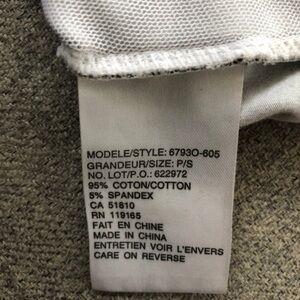 MODELE/STYLE: 6793O-605
GRANDEUR/SIZE: P/S
NO. LOT/P.O.: 622972
95% COTON/COTTON
5% SPANDEX
CA 51810
RN 119165
FAIT EN CHINE
MADE IN CHINA
ENTRETIEN VOIR L'ENVERS
CARE ON REVERSE